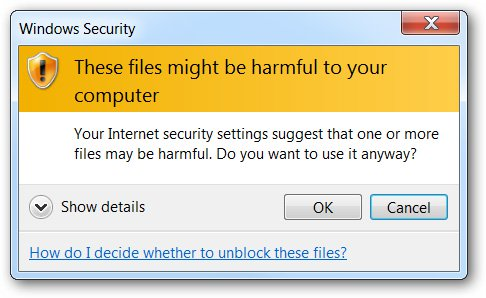 Windows Security
These files might be harmful to your
computer
Your Internet security settings suggest that one or more
files may be harmful. Do you want to use it anyway?
Show details
OK
Cancel
How do I decide whether to unblock these files?